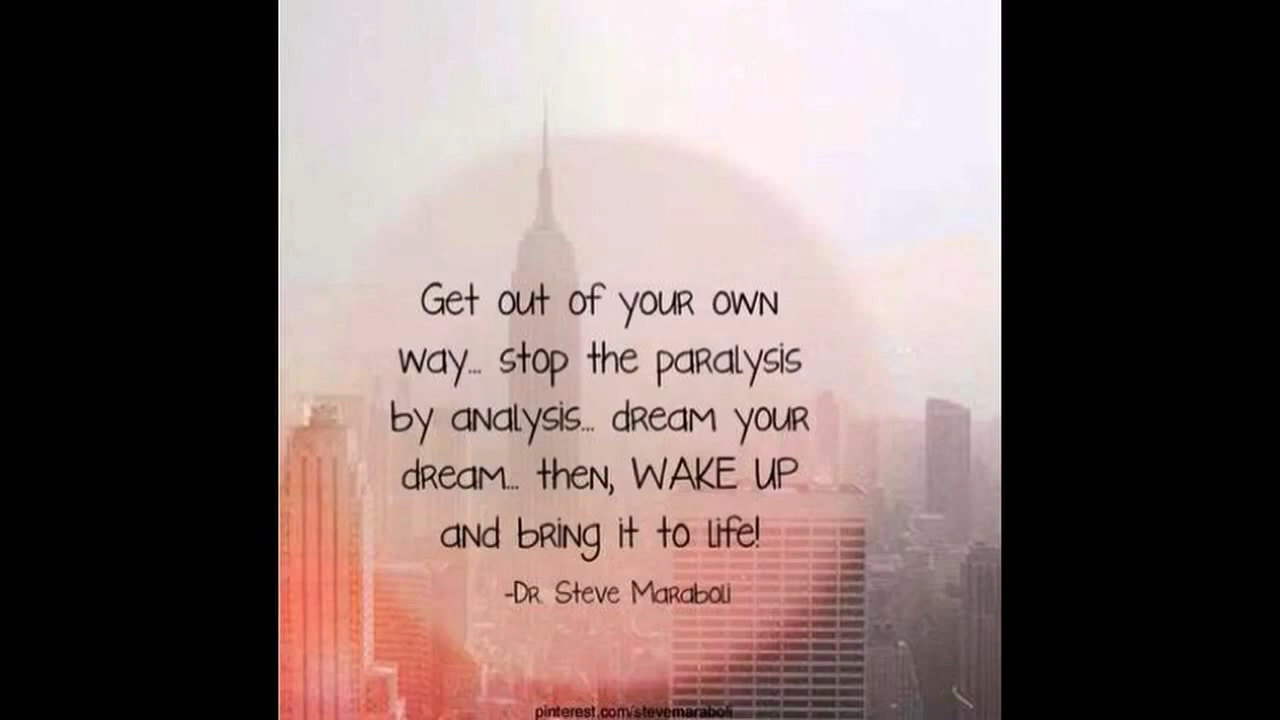 Get out of your own
way... stop the paralysis
by analysis... dream your
dream... then, WAKE UP
and bring it to life!
-Dr. Steve Maraboli
pinterest.com/stevemaraboli